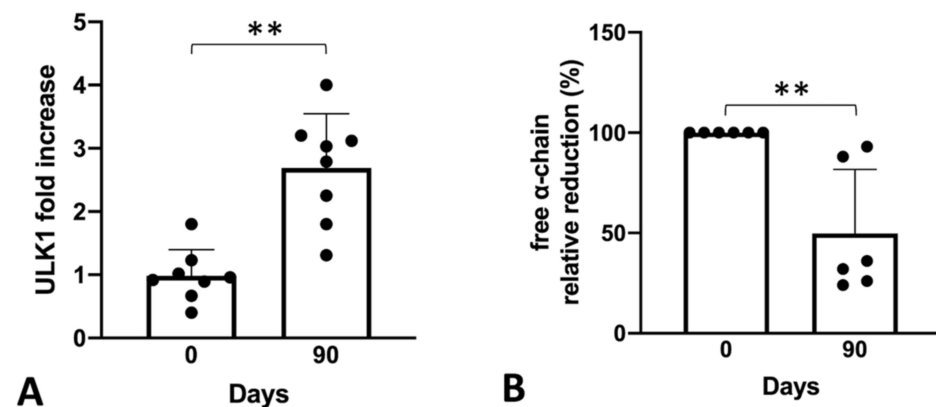 5
4
3
2
1
0
ULK1 fold increase
**
0 90
Days
A
150
100
50
0
free α-chain
relative reduction (%)
**
0 90
Days
B